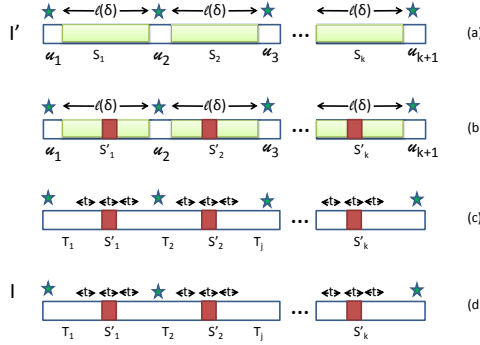 I' ℓ(δ) ℓ(δ) ℓ(δ)
S₁ S₂ ... Sₖ (a)
𝓊₁ 𝓊₂ 𝓊₃ 𝓊ₖ₊₁
ℓ(δ) ℓ(δ) ℓ(δ)
... (b
𝓊₁ S'₁ 𝓊₂ S'₂ 𝓊₃ S'ₖ 𝓊ₖ₊₁
t t t t t t t t t
... (c)
T₁ S'₁ T₂ S'₂ Tⱼ S'ₖ
I t t t t t t t t t
... (d
T₁ S'₁ T₂ S'₂ Tⱼ S'ₖ